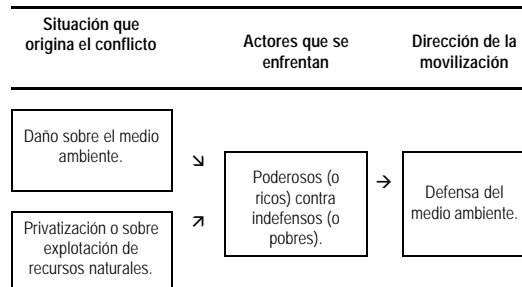 Situación que
origina el conflicto
Actores que se
enfrentan
Dirección de la
movilización
Daño sobre el medio
ambiente.
Privatización o sobre
explotación de
recursos naturales.
Poderosos (o
ricos) contra
indefensos (o
pobres).
Defensa del
medio ambiente.